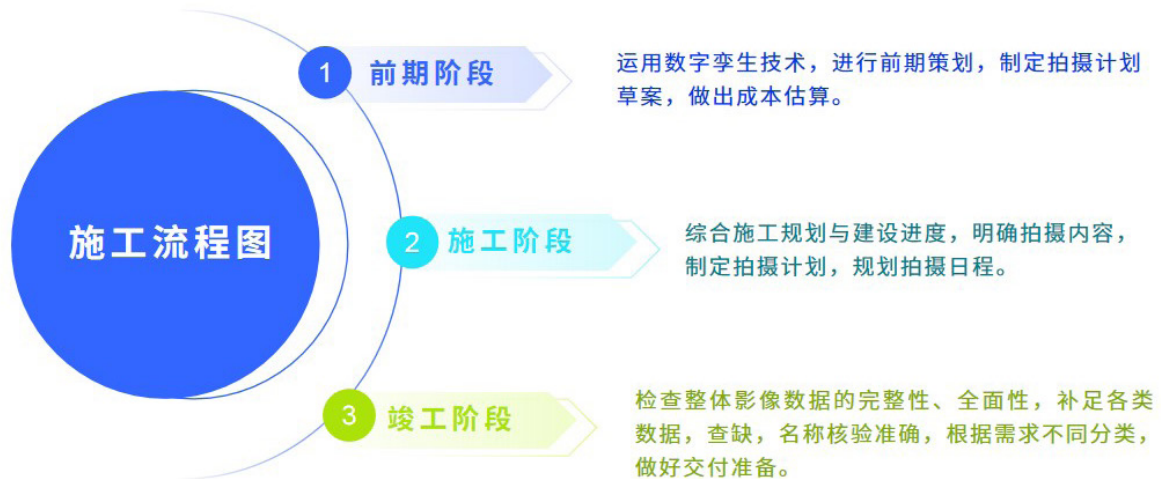 施工流程图
1 前期阶段
运用数字孪生技术，进行前期策划，制定拍摄计划
草案，做出成本估算。
2 施工阶段
综合施工规划与建设进度，明确拍摄内容，
制定拍摄计划，规划拍摄日程。
3 竣工阶段
检查整体影像数据的完整性、全面性，补足各类
数据，查缺，名称核验准确，根据需求不同分类，
做好交付准备。